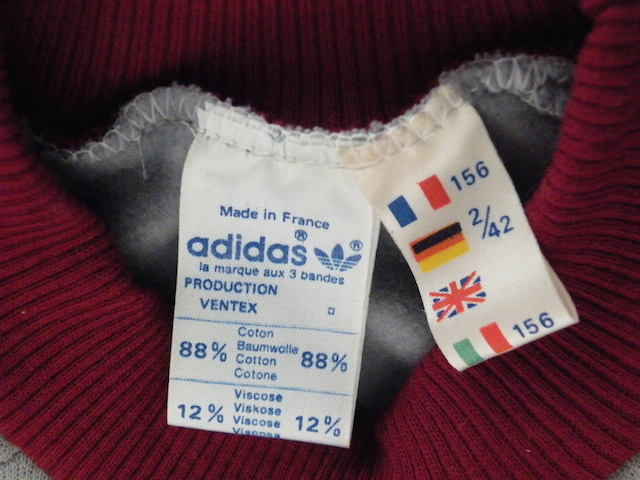 Made in France
adidas ® ®
la marque aux 3 bandes
PRODUCTION
VENTEX
Coton
Baumwolle
88% Cotton 88%
Cotone
Viscose
Viskose
12% Viscose 12%
Viscosa
156
2/42
156